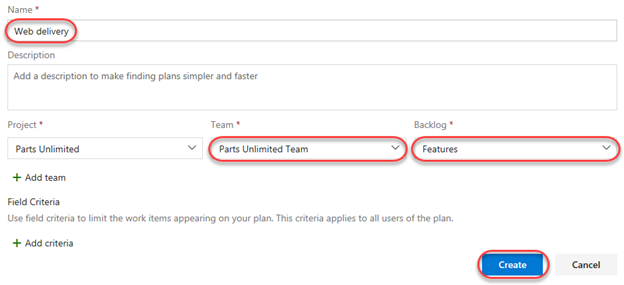 Name *
Web delivery
Description
Add a description to make finding plans simpler and faster
Project * Team * Backlog *
Parts Unlimited Parts Unlimited Team Features
+ Add team
Field Criteria
Use field criteria to limit the work items appearing on your plan. This criteria applies to all users of the plan.
+ Add criteria
Create Cancel